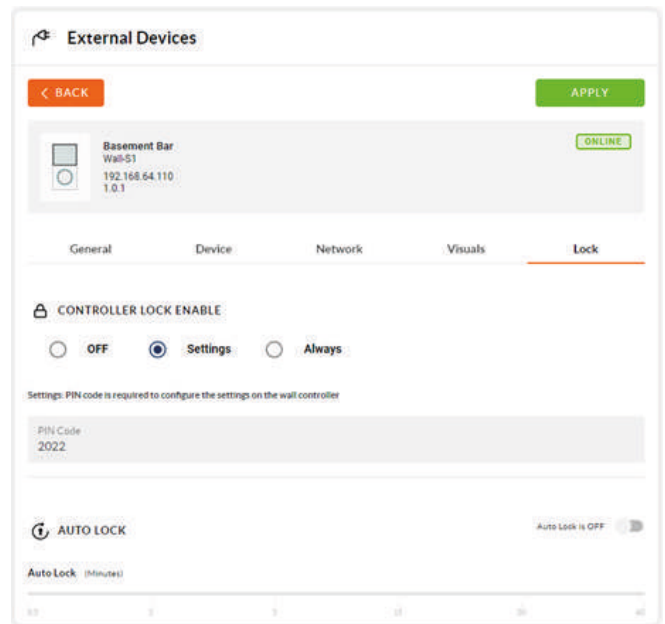 External Devices
< BACK
APPLY
Basement Bar
Wall-S1
192.168.64.110
1.0.1
ONLINE
General Device Network Visuals Lock
CONTROLLER LOCK ENABLE
OFF Settings Always
Settings: PIN code is required to configure the settings on the wall controller
PIN Code
2022
AUTO LOCK
Auto Lock is OFF
Auto Lock (Minutes)
15